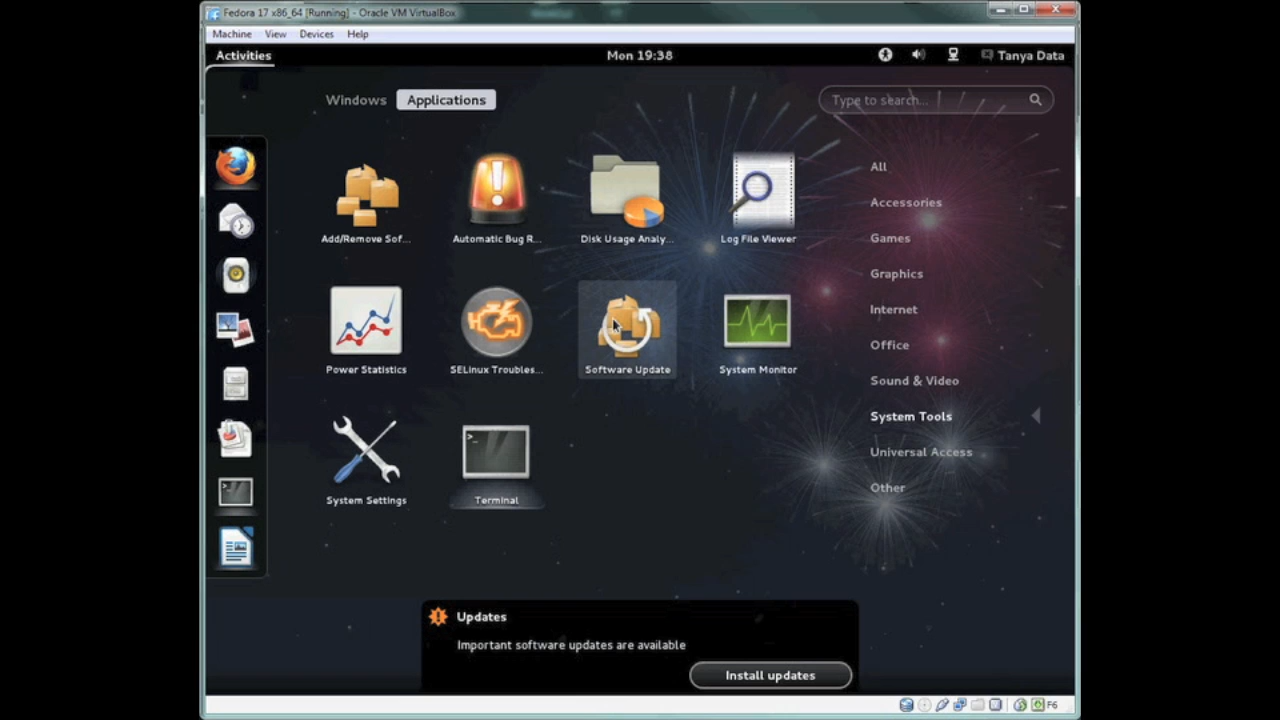 Fedora 17 x86_64 [Running] - Oracle VM VirtualBox
Machine View Devices Help
Activities Mon 19:38 Tanya Data
Windows Applications Type to search...
All
Accessories
Games
Graphics
Internet
Office
Sound & Video
System Tools
Universal Access
Other
Add/Remove Sof... Automatic Bug R... Disk Usage Analy... Log File Viewer
Power Statistics SELinux Troubles... Software Update System Monitor
System Settings Terminal
Updates
Important software updates are available
Install updates
F6